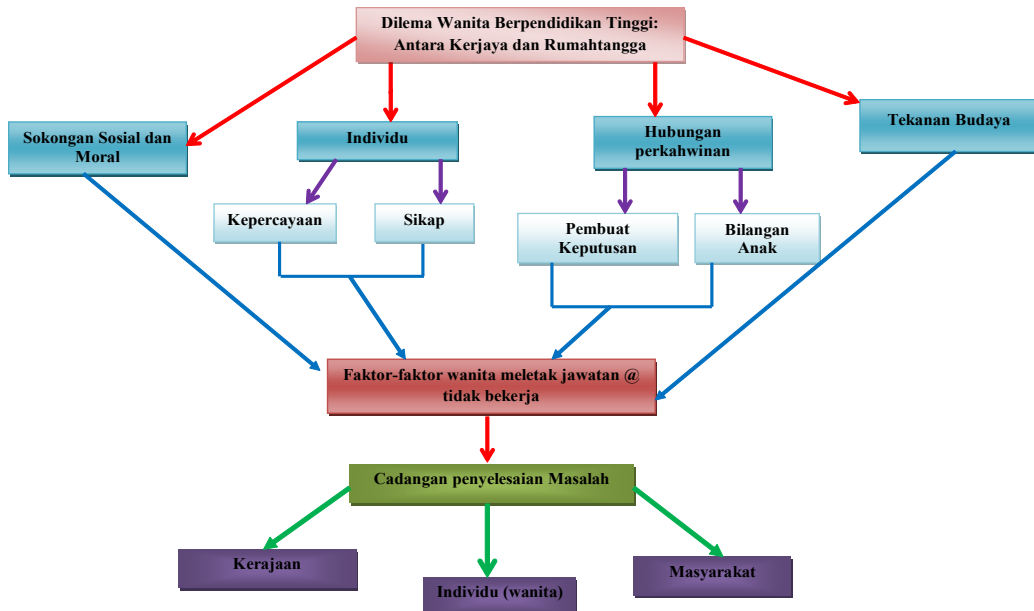 Dilema Wanita Berpendidikan Tinggi:
Antara Kerjaya dan Rumahtangga
Sokongan Sosial dan
Moral
Individu
Hubungan
perkahwinan
Tekanan Budaya
Kepercayaan
Sikap
Pembuat
Keputusan
Bilangan
Anak
Faktor-faktor wanita meletak jawatan @
tidak bekerja
Cadangan penyelesaian Masalah
Kerajaan
Individu (wanita)
Masyarakat